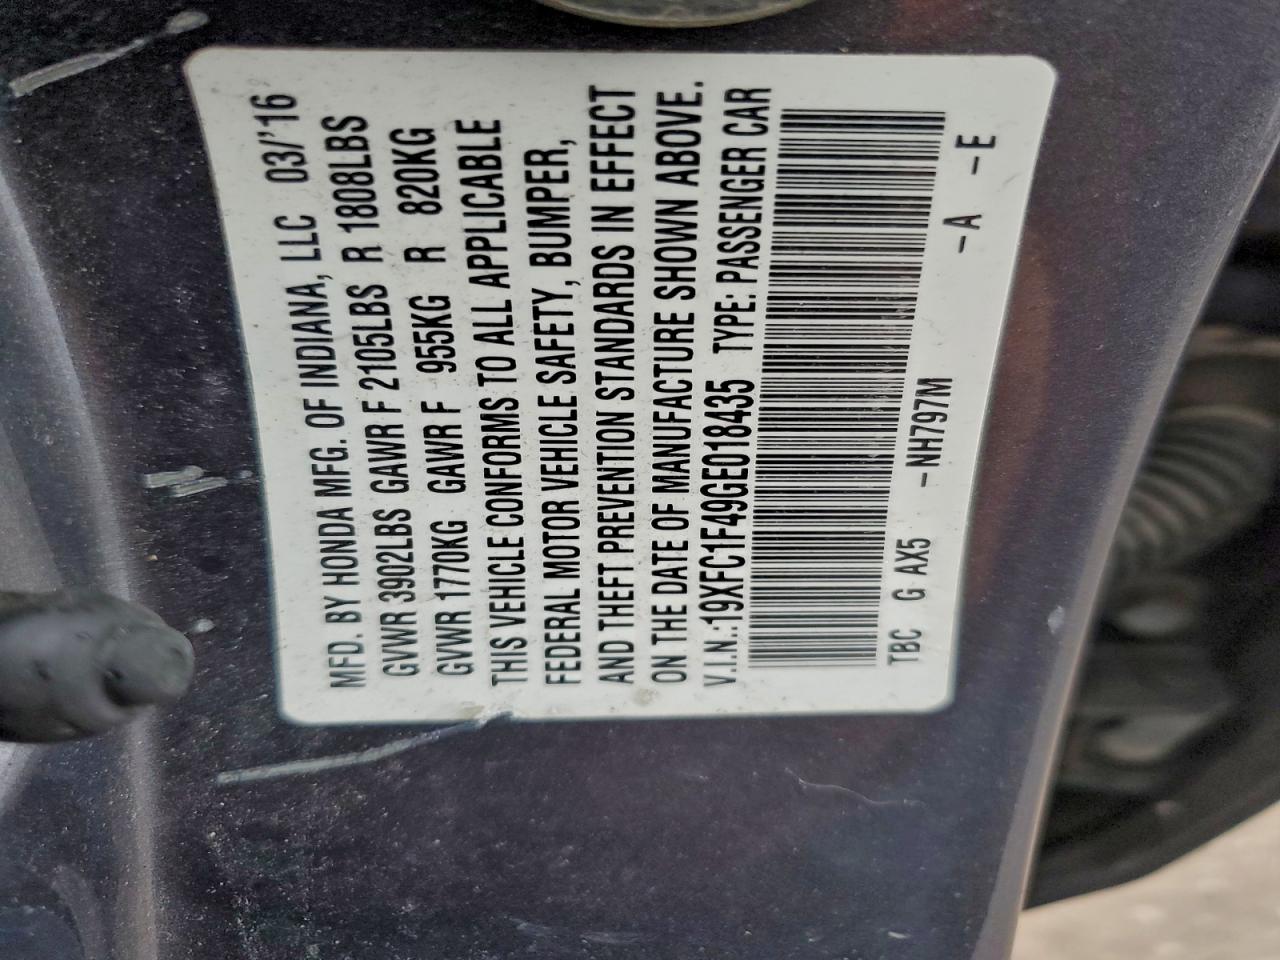 MFD. BY HONDA MFG. OF INDIANA, LLC 03/'16
GVWR 3902LBS GAWR F 2105LBS R 1808LBS
GVWR 1770KG GAWR F 955KG R 820KG
THIS VEHICLE CONFORMS TO ALL APPLICABLE
FEDERAL MOTOR VEHICLE SAFETY, BUMPER,
AND THEFT PREVENTION STANDARDS IN EFFECT
ON THE DATE OF MANUFACTURE SHOWN ABOVE.
V.I.N.:19XFC1F49GE018435 TYPE: PASSENGER CAR
TBC G AX5 -NH797M -A -E